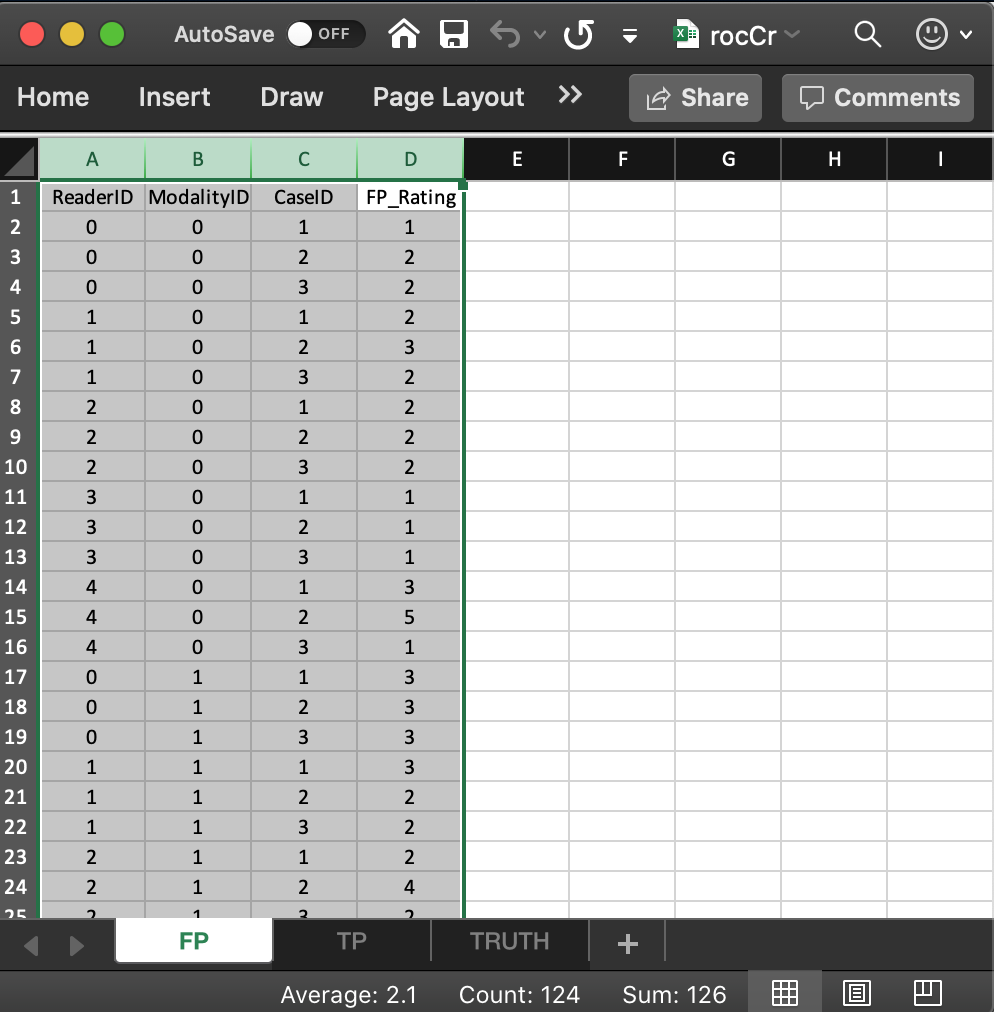 AutoSave OFF rocCr
Home Insert Draw Page Layout >> Share Comments
A B C D E F G H I
1 ReaderID ModalityID CaseID FP_Rating
2 0 0 1 1
3 0 0 2 2
4 0 0 3 2
5 1 0 1 2
6 1 0 2 3
7 1 0 3 2
8 2 0 1 2
9 2 0 2 2
10 2 0 3 2
11 3 0 1 1
12 3 0 2 1
13 3 0 3 1
14 4 0 1 3
15 4 0 2 5
16 4 0 3 1
17 0 1 1 3
18 0 1 2 3
19 0 1 3 3
20 1 1 1 3
21 1 1 2 2
22 1 1 3 2
23 2 1 1 2
24 2 1 2 4
25 2 1 3 2
FP TP TRUTH +
Average: 2.1 Count: 124 Sum: 126